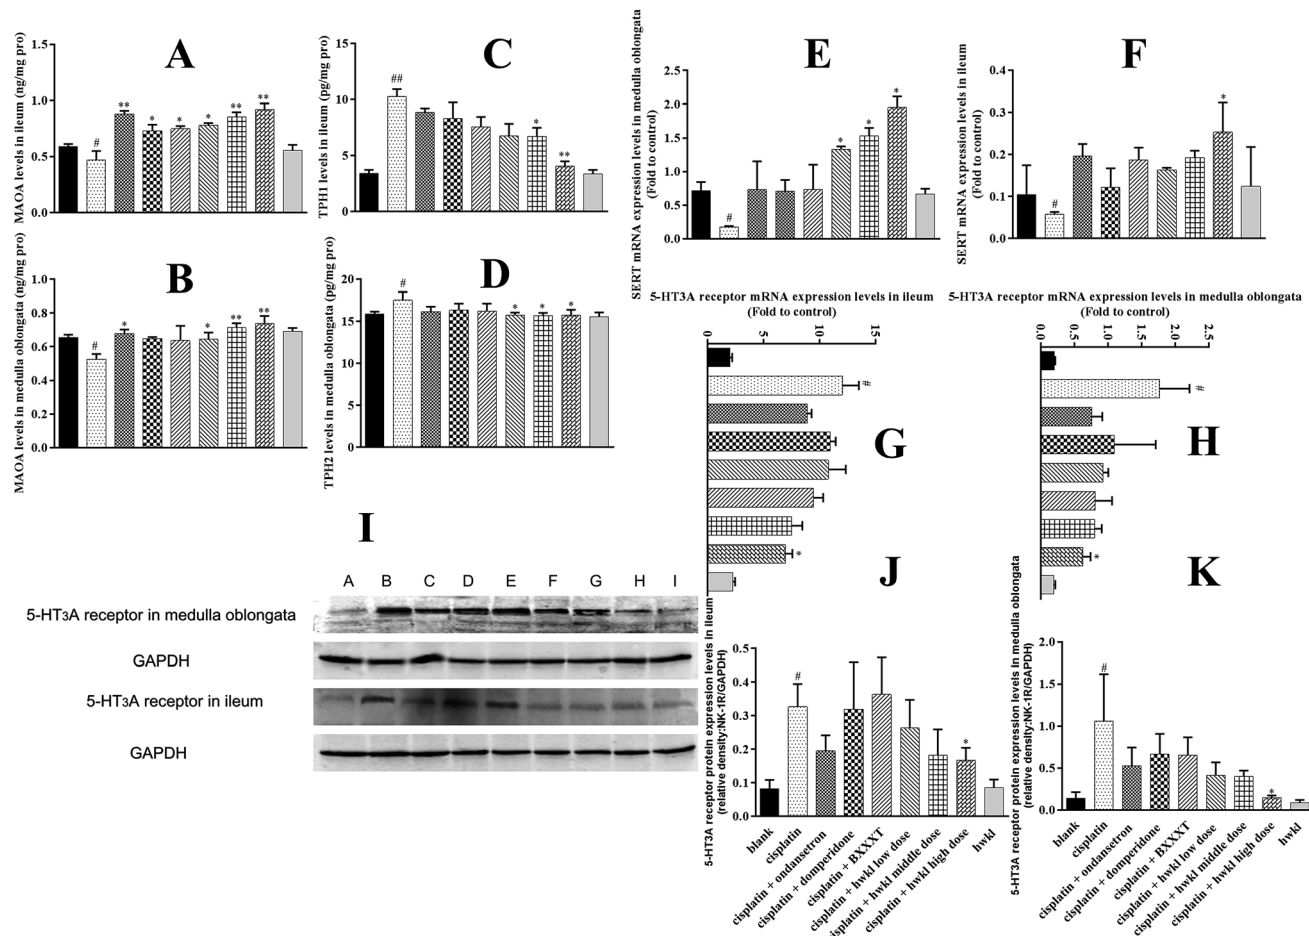 A
MAOA levels in ileum (ng/mg pro)
1.5
1.0
0.5
0.0
#
**
*
*
*
**
**
C
TPH1 levels in ileum (pg/mg pro)
15
10
5
0
##
*
**
E
SERT mRNA expression levels in medulla oblongata
(Fold to control)
2.5
2.0
1.5
1.0
0.5
0.0
#
*
*
*
F
SERT mRNA expression levels in ileum
(Fold to control)
0.4
0.3
0.2
0.1
0.0
#
*
B
MAOA levels in medulla oblongata (ng/mg pro)
1.0
0.8
0.6
0.4
0.2
0.0
#
*
*
**
**
D
TPH2 levels in medulla oblongata (pg/mg pro)
20
15
10
5
0
#
*
*
*
5-HT3A receptor mRNA expression levels in ileum
(Fold to control)
0
5
10
15
#
*
G
5-HT3A receptor mRNA expression levels in medulla oblongata
(Fold to control)
0.0
0.5
1.0
1.5
2.0
2.5
#
*
H
I
A B C D E F G H I
5-HT3A receptor in medulla oblongata
GAPDH
5-HT3A receptor in ileum
GAPDH
J
5-HT3A receptor protein expression levels in ileum
(relative density:NK-1R/GAPDH)
0.5
0.4
0.3
0.2
0.1
0.0
#
*
blank
cisplatin
cisplatin + ondansetron
cisplatin + domperidone
cisplatin + BXXXT
cisplatin + hwkl low dose
cisplatin + hwkl middle dose
cisplatin + hwkl high dose
hwkl
K
5-HT3A receptor protein expression levels in medulla oblongata
(relative density:NK-1R/GAPDH)
2.0
1.5
1.0
0.5
0.0
#
*
blank
cisplatin
cisplatin + ondansetron
cisplatin + domperidone
cisplatin + BXXXT
cisplatin + hwkl low dose
cisplatin + hwkl middle dose
cisplatin + hwkl high dose
hwkl